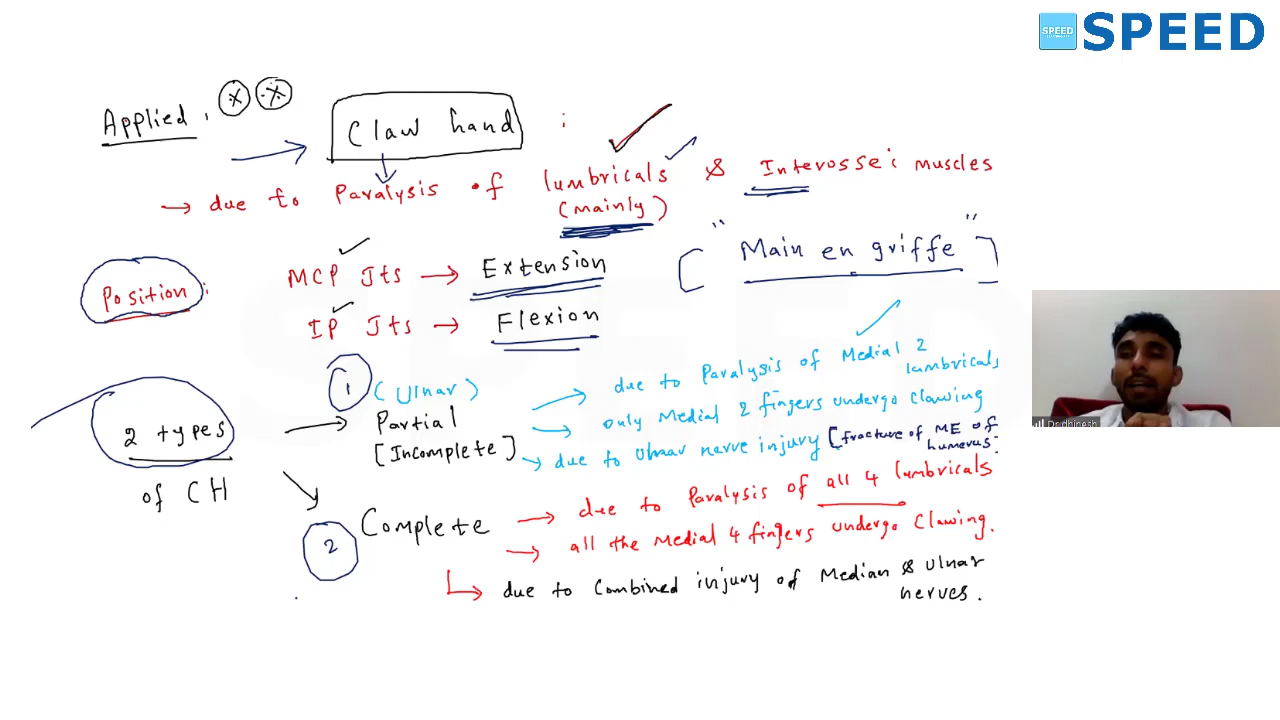 SPEED SPEED
Applied :
Claw hand :
→ due to Paralysis of lumbricals & Interossei muscles
(mainly)
[ "Main en griffe" ]
Position :
MCP Jts → Extension
IP Jts → Flexion
1 (Ulnar)
Partial
[Incomplete]
→ due to Paralysis of Medial 2
lumbricals
→ only Medial 2 fingers undergo clawing
→ due to Ulnar nerve injury [fracture of ME of
humerus.
2 types
of CH
2 Complete
→ due to Paralysis of all 4 lumbricals
→ all the Medial 4 fingers undergo Clawing.
→ due to Combined injury of Median & Ulnar
nerves.